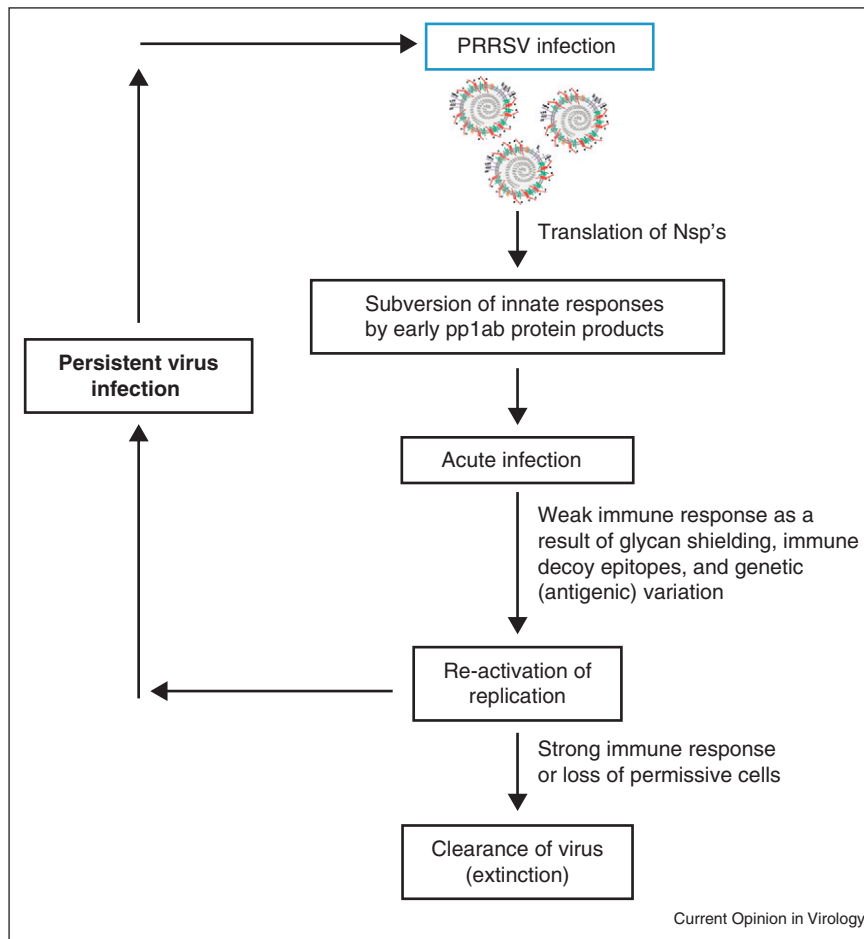 PRRSV infection
Translation of Nsp's
Subversion of innate responses
by early pp1ab protein products
Persistent virus
infection
Acute infection
Weak immune response as a
result of glycan shielding, immune
decoy epitopes, and genetic
(antigenic) variation
Re-activation of
replication
Strong immune response
or loss of permissive cells
Clearance of virus
(extinction)
Current Opinion in Virology